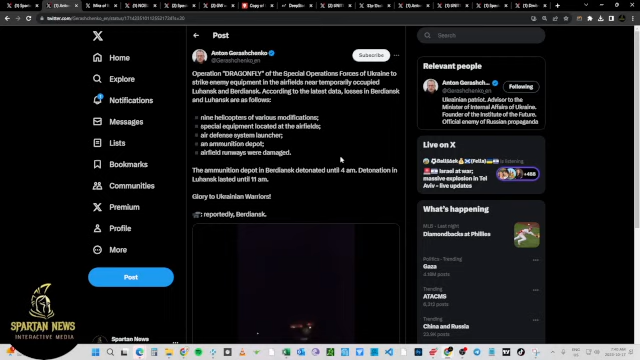 twitter.com/Gerashchenko_en/status/1714233101255217345?s=20
Home
Explore
Notifications
Messages
Bookmarks
Communities
Premium
Profile
More
Post
Spartan News
SPARTAN NEWS
INTERACTIVE MEDIA
Post
Anton Gerashchenko
@Gerashchenko_en
Subscribe
Operation "DRAGONFLY" of the Special Operations Forces of Ukraine to
strike enemy equipment in the airfields near temporarily occupied
Luhansk and Berdiansk. According to the latest data, losses in Berdiansk
and Luhansk are as follows:
nine helicopters of various modifications;
special equipment located at the airfields;
air defense system launcher;
an ammunition depot;
airfield runways were damaged.
The ammunition depot in Berdiansk detonated until 4 am. Detonation in
Luhansk lasted until 11 am.
Glory to Ukrainian Warriors!
: reportedly, Berdiansk.
Search
Relevant people
Anton Gerashch...
@Gerashchenko_en
Following
Ukrainian patriot. Advisor to the
Minister of Internal Affairs of Ukraine.
Founder of the Institute of the Future.
Official enemy of Russian propaganda
Live on X
is listening
Israel at war;
massive explosion in Tel
Aviv - live updates
+488
What's happening
MLB · Last night
Diamondbacks at Phillies
Politics · Trending
Gaza
Trending
ATACMS
Trending
China and Russia